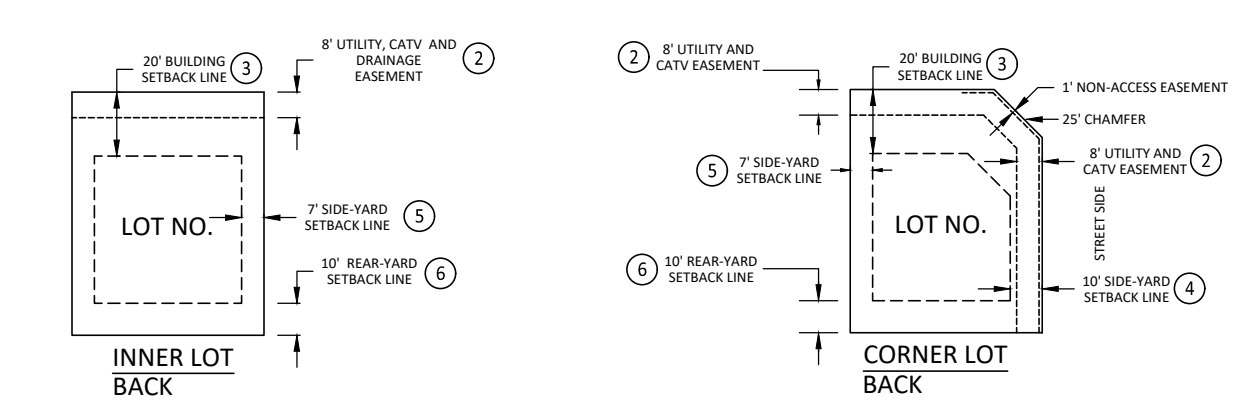 20' BUILDING
SETBACK LINE
3
8' UTILITY, CATV AND
DRAINAGE
EASEMENT
2
LOT NO.
7' SIDE-YARD
SETBACK LINE
5
10' REAR-YARD
SETBACK LINE
6
INNER LOT
BACK
2
8' UTILITY AND
CATV EASEMENT
20' BUILDING
SETBACK LINE
3
1' NON-ACCESS EASEMENT
25' CHAMFER
8' UTILITY AND
CATV EASEMENT
2
5
7' SIDE-YARD
SETBACK LINE
LOT NO.
STREET SIDE
6
10' REAR-YARD
SETBACK LINE
10' SIDE-YARD
SETBACK LINE
4
CORNER LOT
BACK